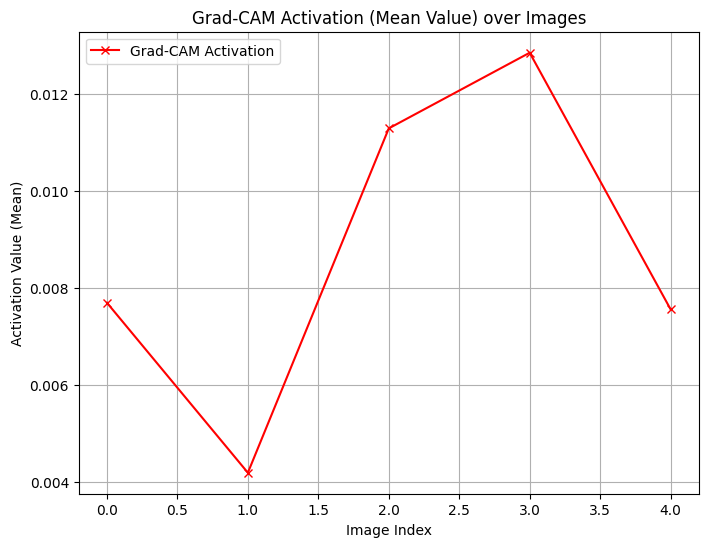 Grad-CAM Activation (Mean Value) over Images
Grad-CAM Activation
Activation Value (Mean)
0.012
0.010
0.008
0.006
0.004
0.0 0.5 1.0 1.5 2.0 2.5 3.0 3.5 4.0
Image Index